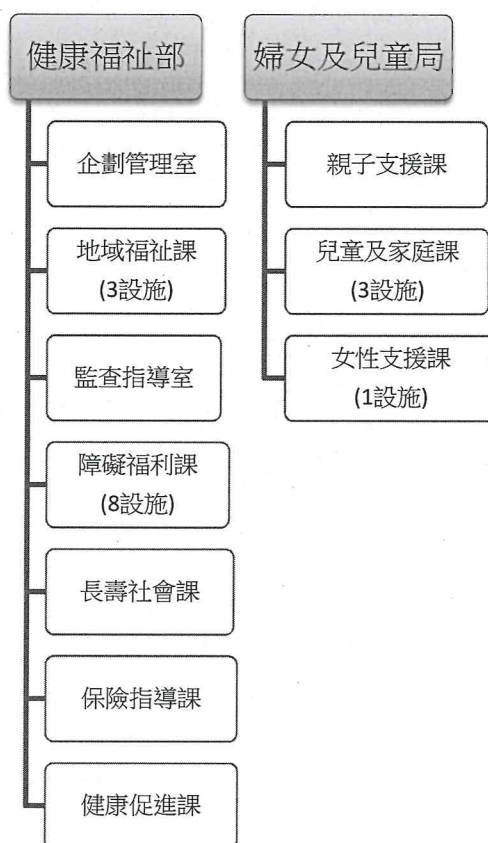 健康福祉部
企劃管理室
地域福祉課
(3設施)
監查指導室
障礙福利課
(8設施)
長壽社會課
保險指導課
健康促進課
婦女及兒童局
親子支援課
兒童及家庭課
(3設施)
女性支援課
(1設施)